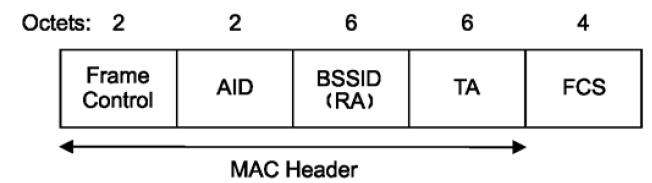 Octets: 2 2 6 6 4
Frame Control AID BSSID (RA) TA FCS
MAC Header